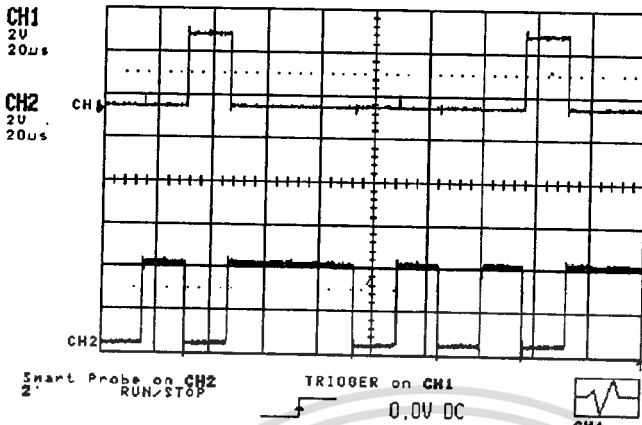 CH1
2V
20us
CH1
CH2
2V
20us
CH2
Smart Probe on CH2
2'
RUN/STOP
TRIGGER on CH1
0.0V DC
CH1